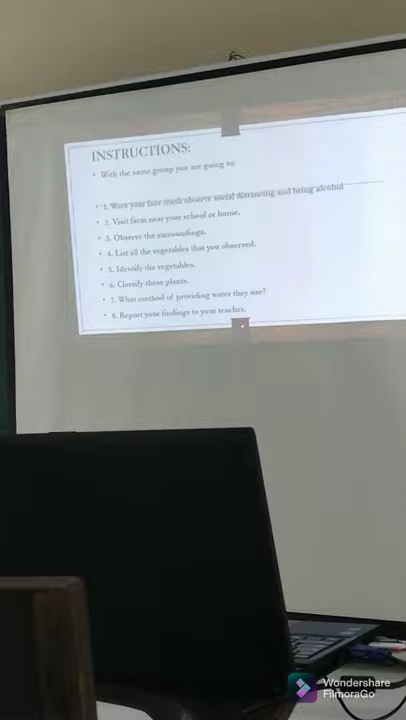 INSTRUCTIONS:
• With the same group you are going to:
• 1. Wave your face mask observe social distancing and being alcohol
• 2. Visit farm near your school or home.
• 3. Observe the surroundings.
• 4. List all the vegetables that you observed.
• 5. Identify the vegetables.
• 6. Classify these plants.
• 7. What method of providing water they use?
• 8. Report your findings to your teacher.
Wondershare
FilmoraGo